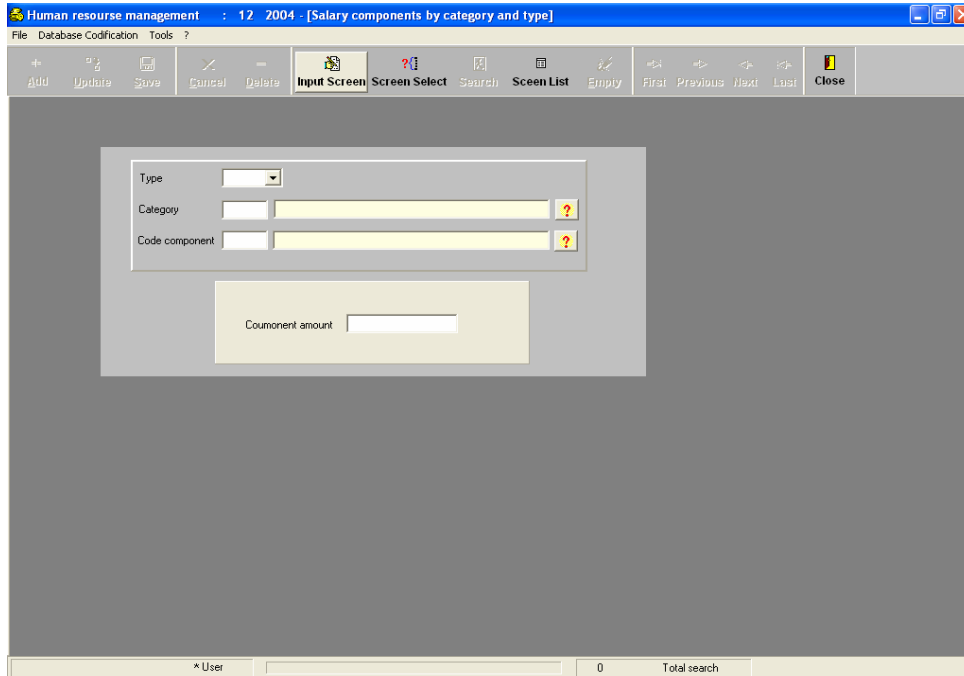 Human resourse management : 12 2004 - [Salary components by category and type]
File Database Codification Tools ?
Add Update Save Cancel Delete Input Screen Screen Select Search Sceen List Empty First Previous Next Last Close
Type
Category ?
Code component ?
Coumonent amount
* User 0 Total search